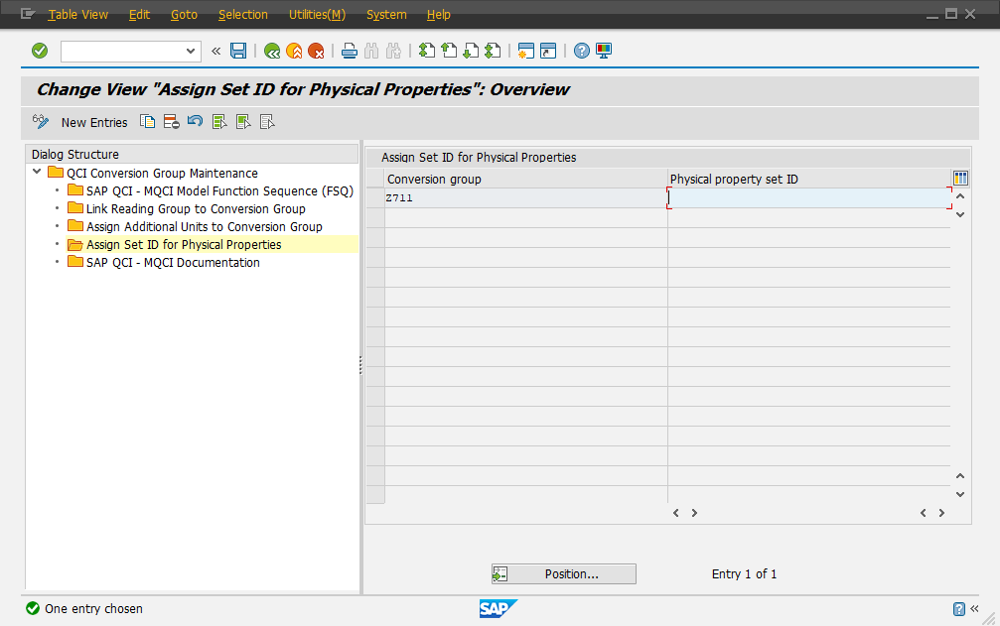 Table View Edit Goto Selection Utilities(M) System Help
Change View "Assign Set ID for Physical Properties": Overview
New Entries
Dialog Structure
QCI Conversion Group Maintenance
SAP QCI - MQCI Model Function Sequence (FSQ)
Link Reading Group to Conversion Group
Assign Additional Units to Conversion Group
Assign Set ID for Physical Properties
SAP QCI - MQCI Documentation
Assign Set ID for Physical Properties
Conversion group Physical property set ID
Z711
Position... Entry 1 of 1
One entry chosen
SAP